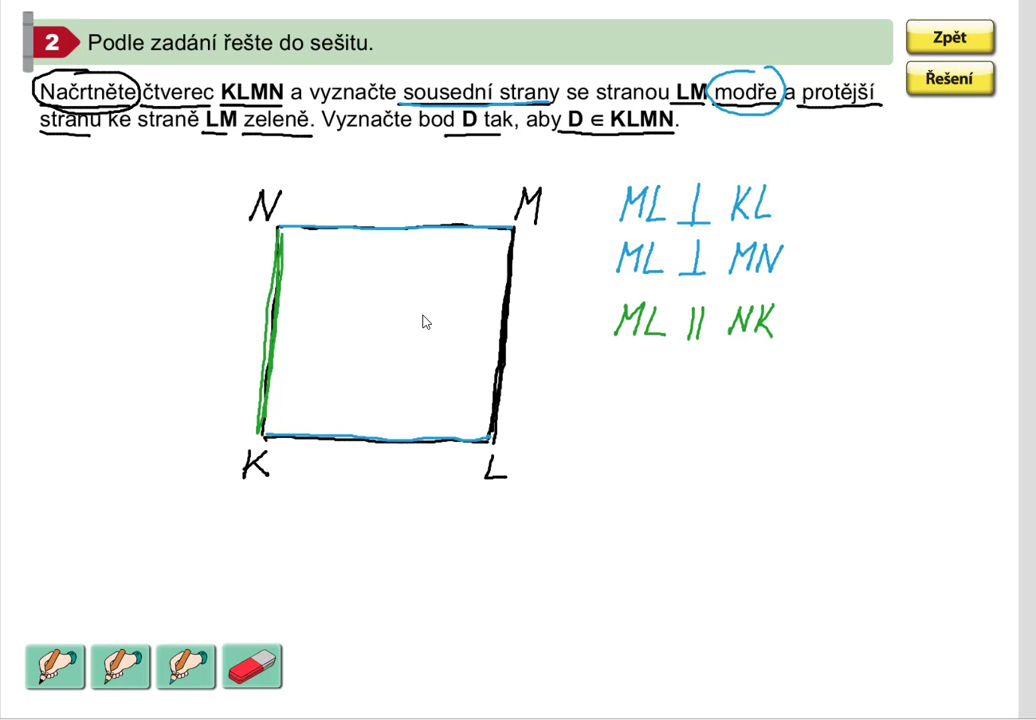 2 Podle zadání řešte do sešitu.
Zpět
Řešení
Načrtněte čtverec KLMN a vyznačte sousední strany se stranou LM modře a protější
stranu ke straně LM zeleně. Vyznačte bod D tak, aby D ∈ KLMN.
N M
ML ⊥ KL
ML ⊥ MN
ML || NK
K L